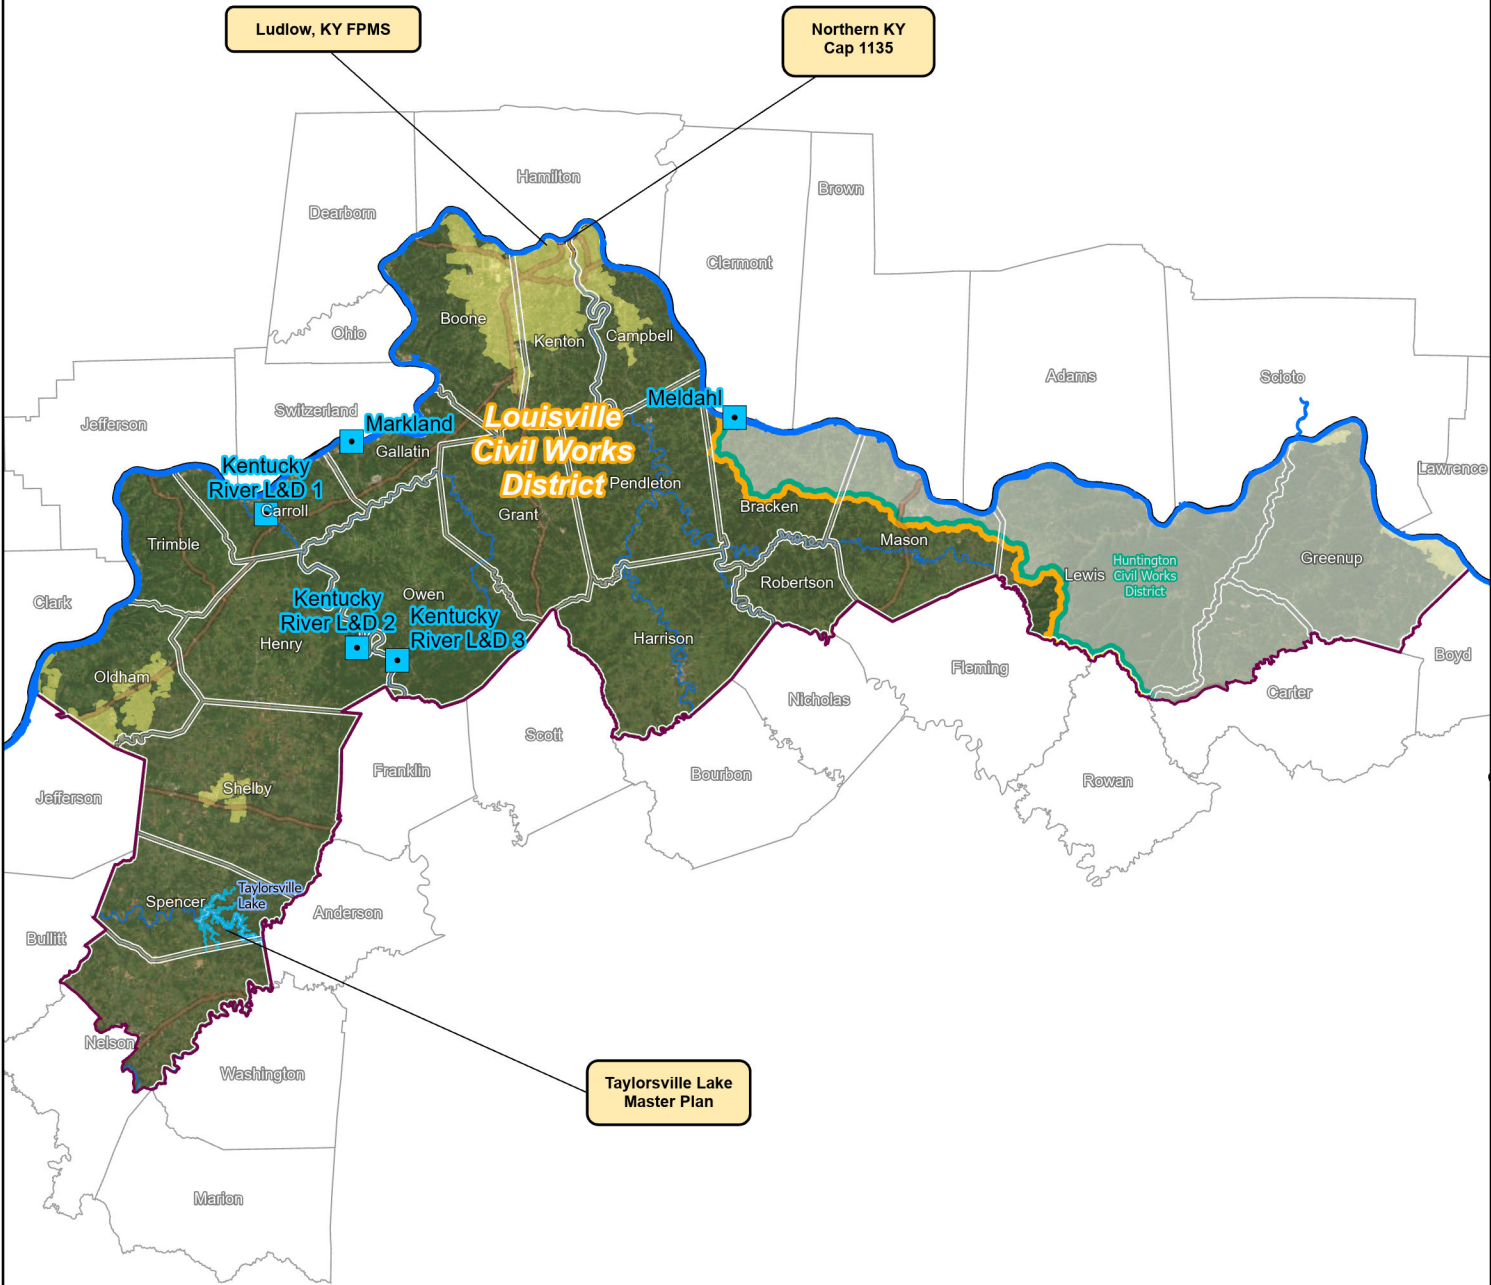 Ludlow, KY FPMS
Northern KY
Cap 1135
Hamilton
Brown
Dearborn
Clermont
Boone
Ohio
Kenton
Campbell
Adams
Scioto
Switzerland
Meldahl
Jefferson
Markland
Louisville
Civil Works
District
Gallatin
Kentucky
River L&D 1
Lawrence
Pendleton
Carroll
Grant
Bracken
Trimble
Mason
Greenup
Huntington
Civil Works
District
Lewis
Robertson
Clark
Owen
Kentucky
River L&D 2
Kentucky
River L&D 3
Henry
Harrison
Boyd
Fleming
Oldham
Carter
Nicholas
Scott
Franklin
Bourbon
Rowan
Shelby
Jefferson
Taylorsville
Lake
Spencer
Anderson
Bullitt
Nelson
Washington
Taylorsville Lake
Master Plan
Marion